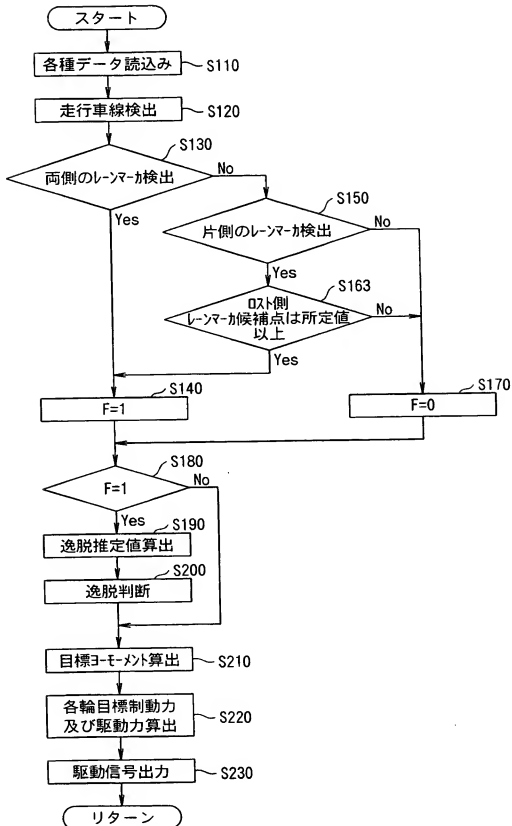 スタート
各種データ読込み
S110
走行車線検出
S120
S130
両側のﾚｰﾝﾏｰｶ検出
No
Yes
S150
片側のﾚｰﾝﾏｰｶ検出
No
Yes
S163
ﾛｽﾄ側
ﾚｰﾝﾏｰｶ候補点は所定値
以上
No
Yes
S140
F=1
S170
F=0
S180
F=1
No
Yes
S190
逸脱推定値算出
S200
逸脱判断
目標ﾖｰﾓｰﾒﾝﾄ算出
S210
各輪目標制動力
及び駆動力算出
S220
駆動信号出力
S230
リターン